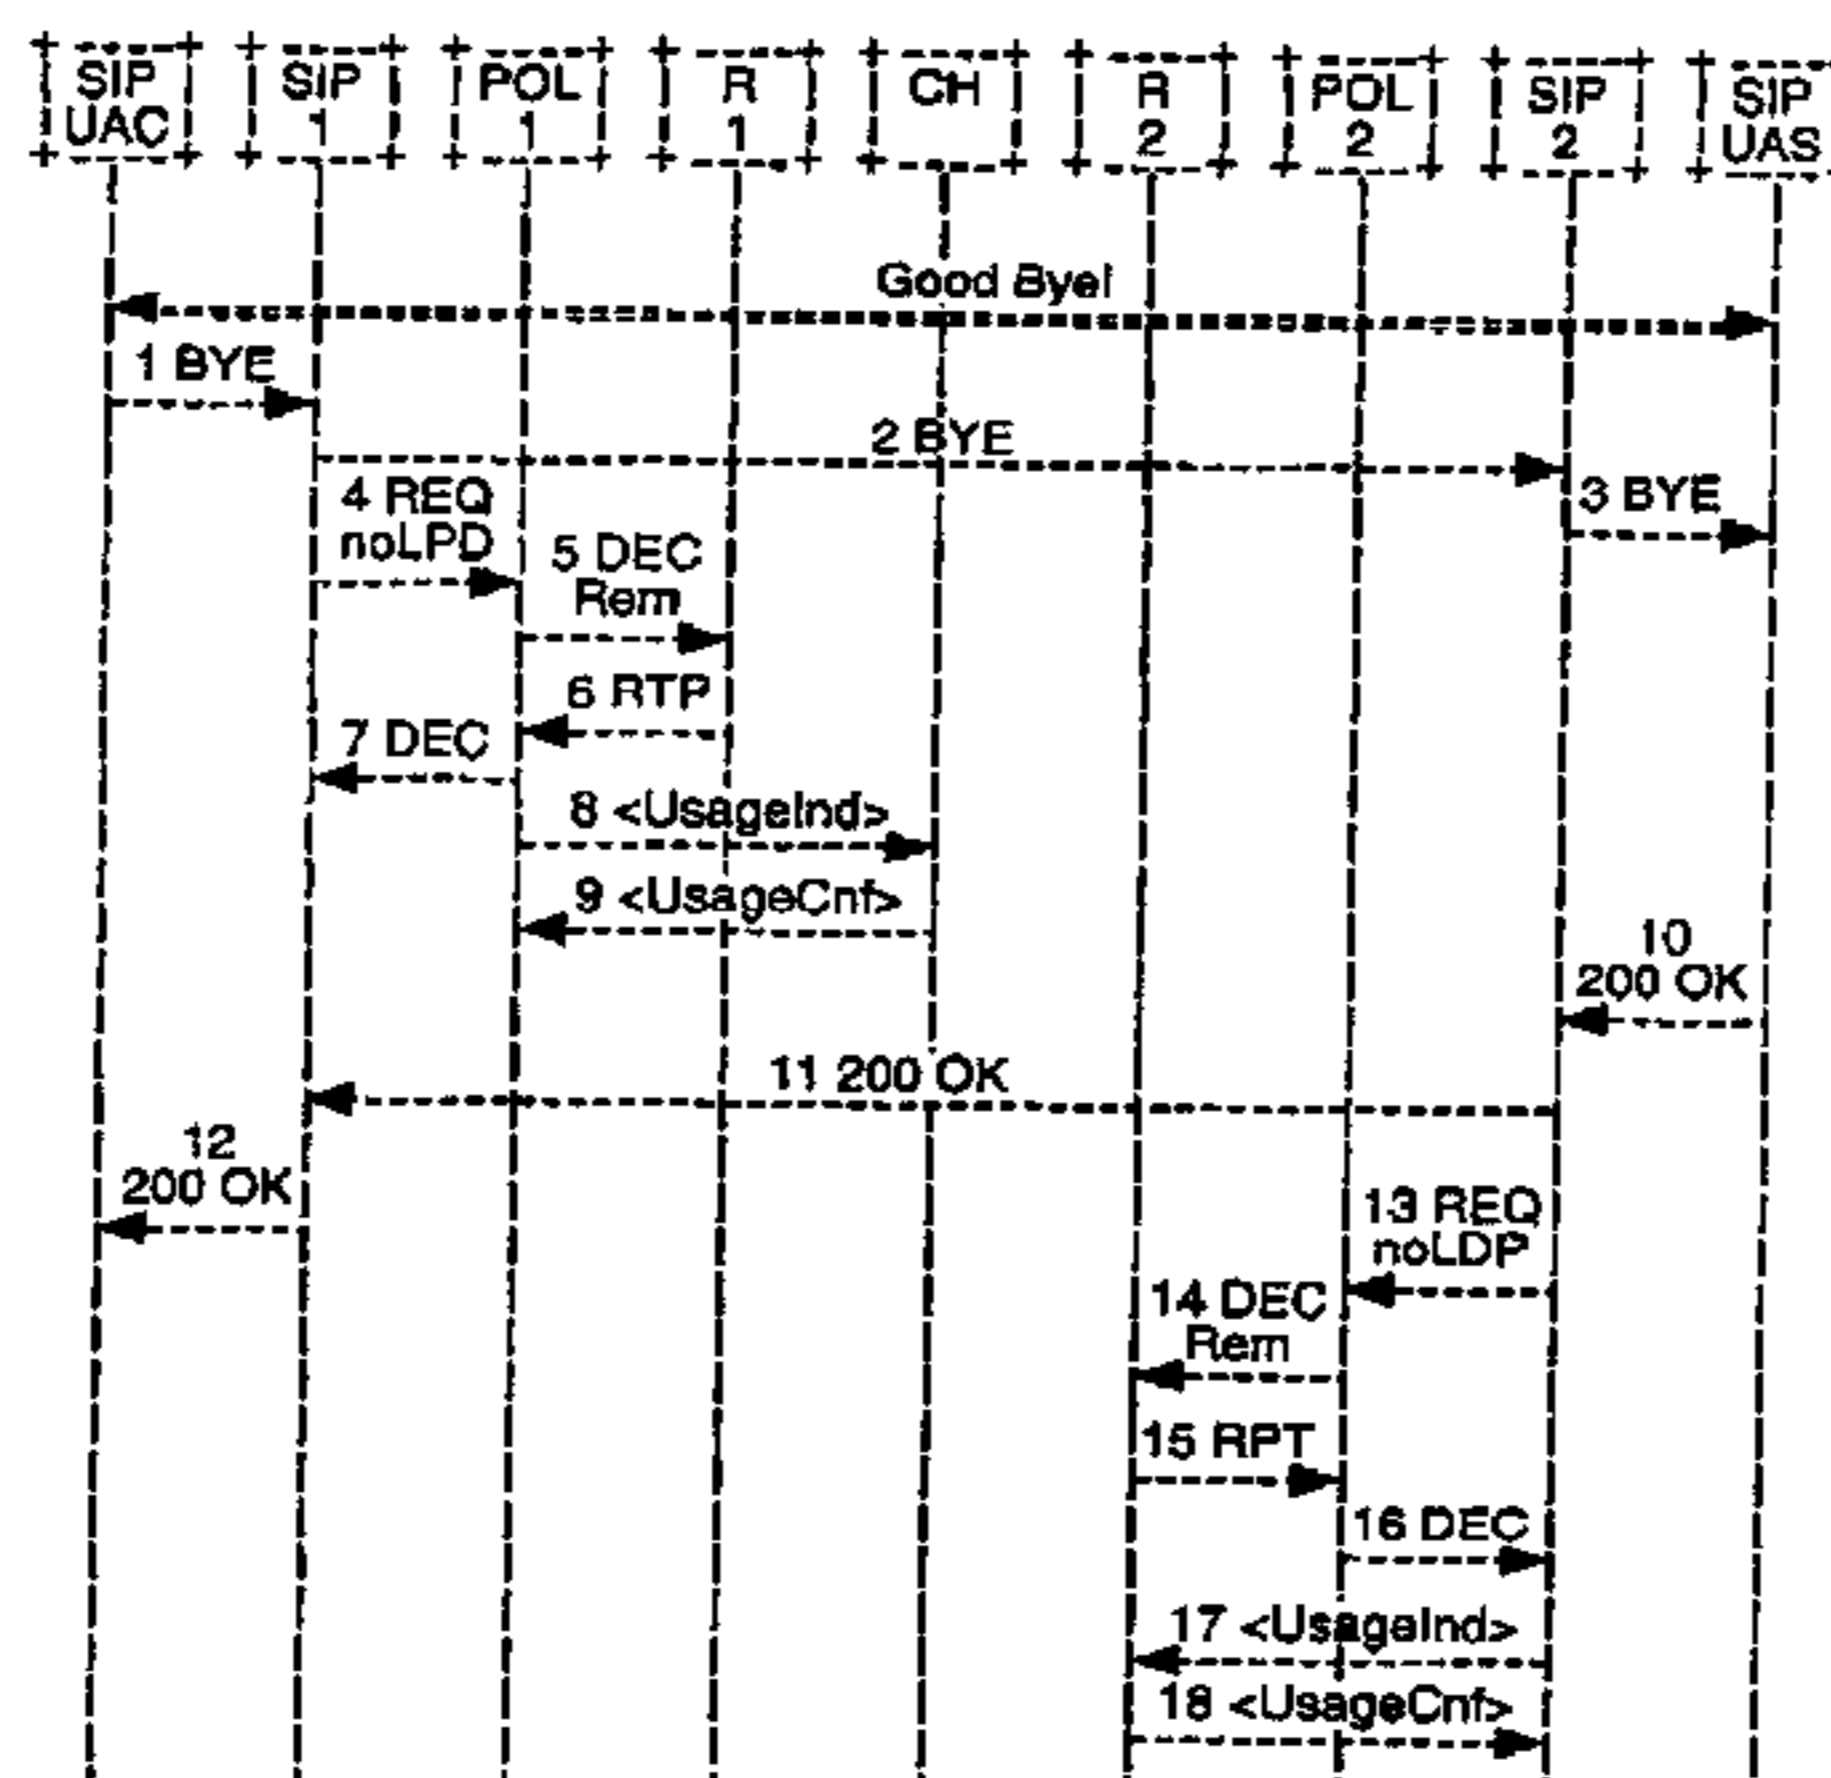 SIP UAC
SIP 1
POL 1
R 1
CH
R 2
POL 2
SIP 2
SIP UAS
Good Bye!
1 BYE
2 BYE
3 BYE
4 REQ
noLPD
5 DEC
Rem
6 RTP
7 DEC
8 <UsageInd>
9 <UsageCnf>
10
200 OK
11 200 OK
12
200 OK
13 REQ
noLDP
14 DEC
Rem
15 RPT
16 DEC
17 <UsageInd>
18 <UsageCnf>